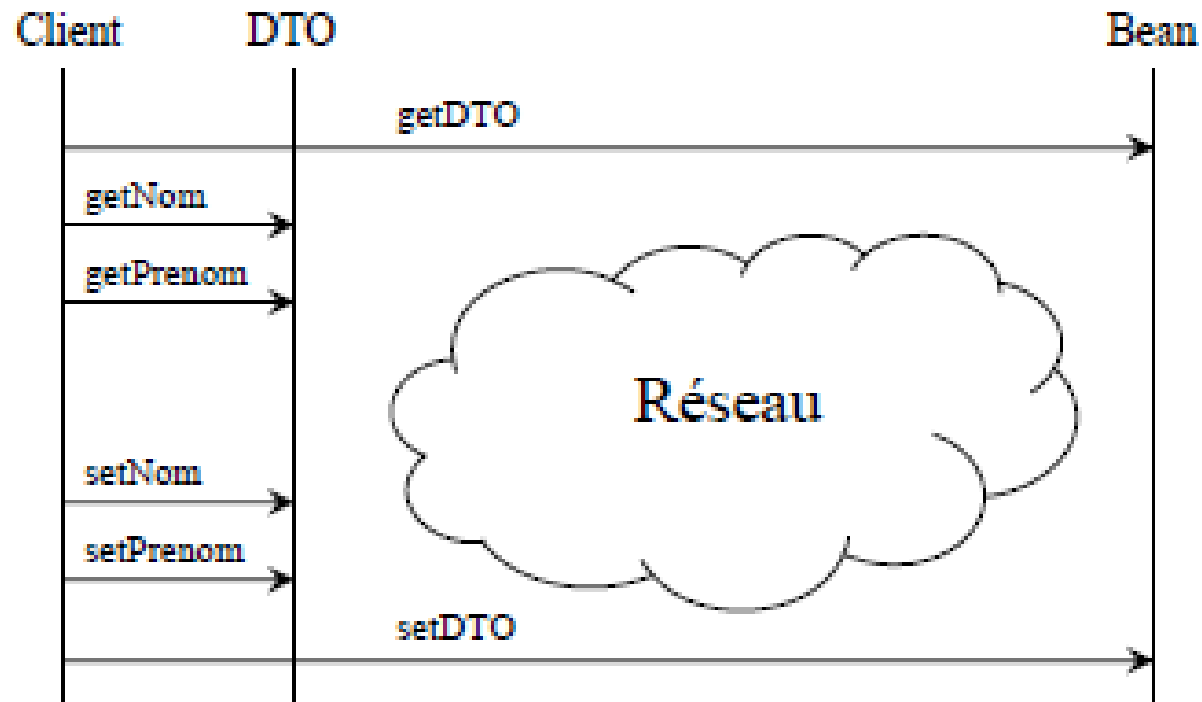 Client
DTO
Bean
getDTO
getNom
getPrenom
Réseau
setNom
setPrenom
setDTO